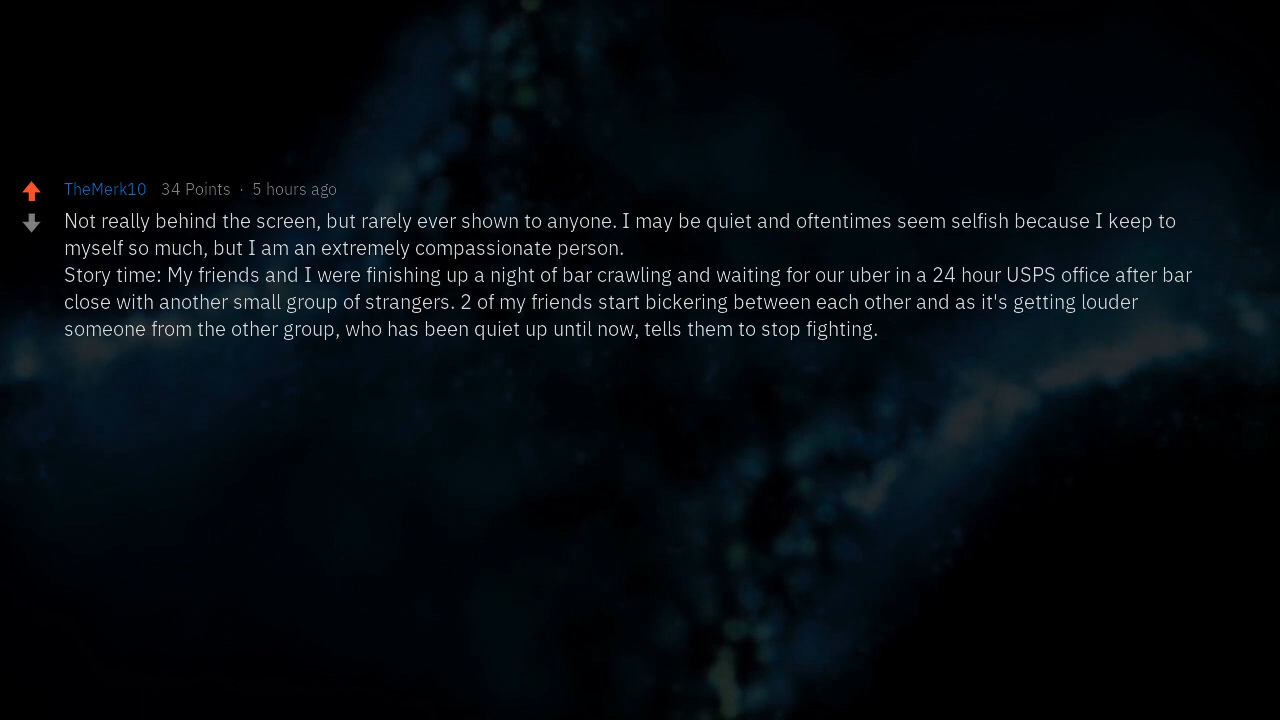 TheMerk10 34 Points · 5 hours ago
Not really behind the screen, but rarely ever shown to anyone. I may be quiet and oftentimes seem selfish because I keep to
myself so much, but I am an extremely compassionate person.
Story time: My friends and I were finishing up a night of bar crawling and waiting for our uber in a 24 hour USPS office after bar
close with another small group of strangers. 2 of my friends start bickering between each other and as it's getting louder
someone from the other group, who has been quiet up until now, tells them to stop fighting.